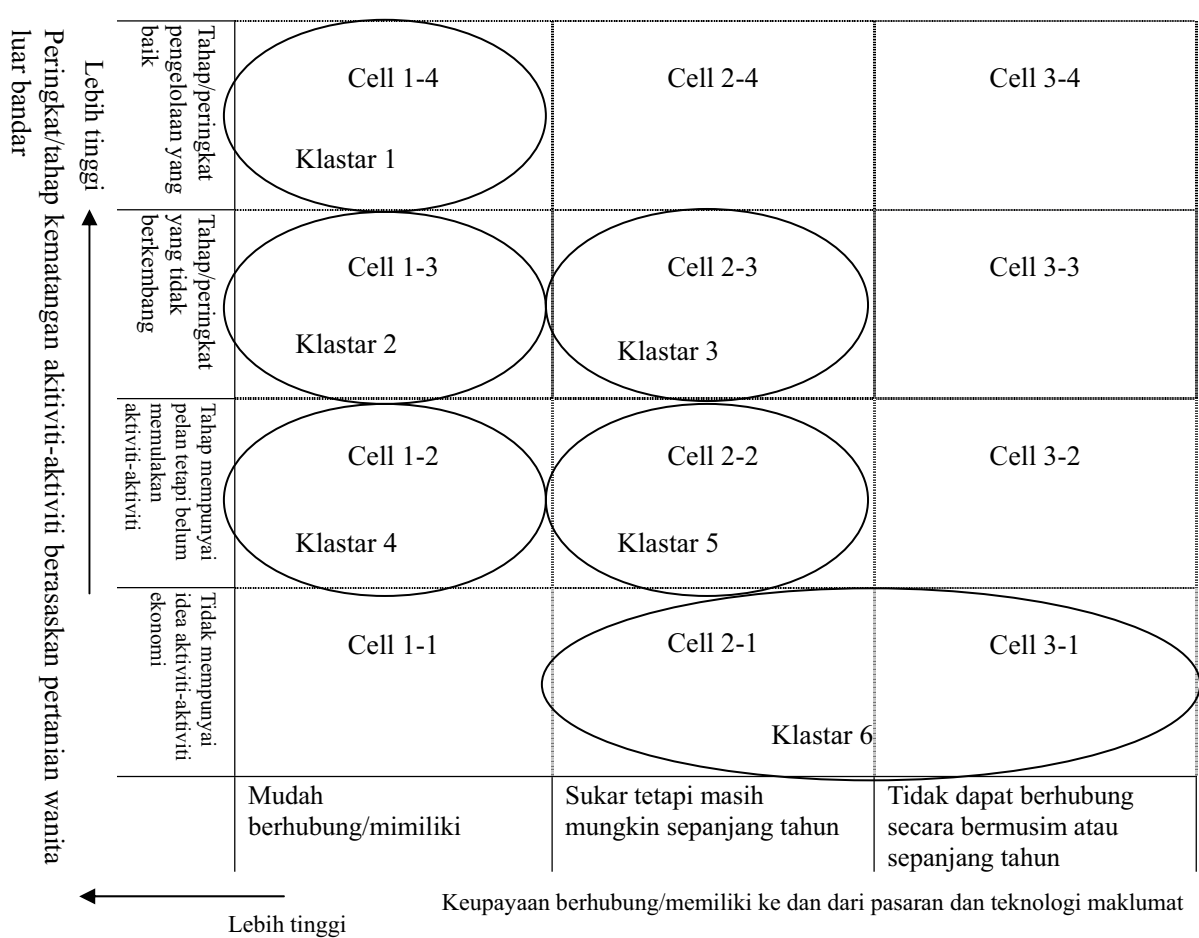 Peringkat/tahap kematangan akitiviti-aktiviti berasaskan pertanian wanita
luar bandar
Lebih tinggi
Tahap/peringkat
pengelolaan yang
baik
Cell 1-4
Klastar 1
Cell 2-4
Cell 3-4
Tahap/peringkat
yang tidak
berkembang
Cell 1-3
Klastar 2
Cell 2-3
Klastar 3
Cell 3-3
Tahap mempunyai
pelan tetapi belum
memulakan
aktiviti-aktiviti
Cell 1-2
Klastar 4
Cell 2-2
Klastar 5
Cell 3-2
Tidak mempunyai
idea aktiviti-aktiviti
ekonomi
Cell 1-1
Cell 2-1
Cell 3-1
Klastar 6
Mudah
berhubung/mimiliki
Sukar tetapi masih
mungkin sepanjang tahun
Tidak dapat berhubung
secara bermusim atau
sepanjang tahun
Lebih tinggi
Keupayaan berhubung/memiliki ke dan dari pasaran dan teknologi maklumat